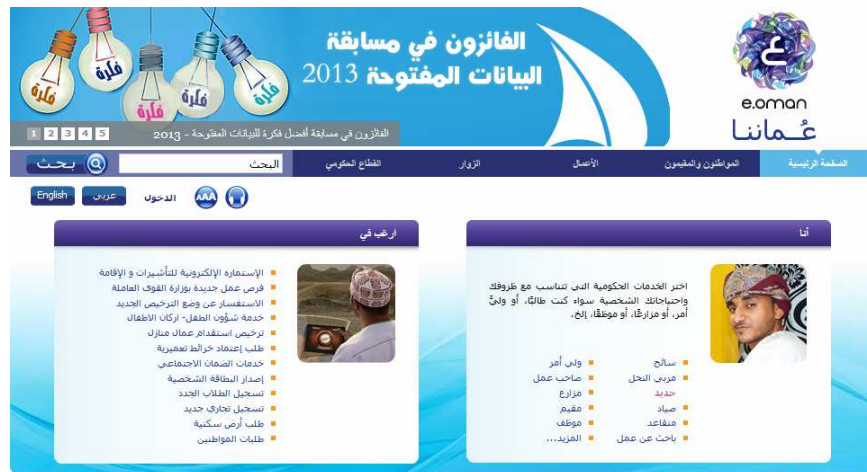 الفائزون في مسابقة
البيانات المفتوحة 2013
فكرة
فكرة
فكرة
فكرة
فكرة
ع
e.oman
عُـماننا
الفائزون في مسابقة أفضل فكرة للبيانات المفتوحة - 2013
1 2 3 4 5
الصفحة الرئيسية
المواطنون والمقيمون
الأعمال
الزوار
القطاع الحكومي
البحث
بـحـث
AAA
الدخول
عربي
English
أنا
اختر الخدمات الحكومية التي تتناسب مع ظروفك
واحتياجاتك الشخصية سواء كنت طالبًا، أو وليَّ
أمر، أو مزارعًا، أو موظفًا، إلخ.
سائح
مربي النحل
جديد
صياد
متقاعد
باحث عن عمل
ولي أمر
صاحب عمل
مزارع
مقيم
موظف
المزيد...
ارغب في
الإستماره الإلكترونية للتأشيرات و الإقامة
فرص عمل جديدة بوزارة القوى العاملة
الاستفسار عن وضع الترخيص الجديد
خدمة شؤون الطفل- اركان الاطفال
ترخيص استقدام عمال منازل
طلب إعتماد خرائط تعميرية
خدمات الضمان الاجتماعي
إصدار البطاقة الشخصية
تسجيل الطلاب الجدد
تسجيل تجاري جديد
طلب أرض سكنية
طلبات المواطنين